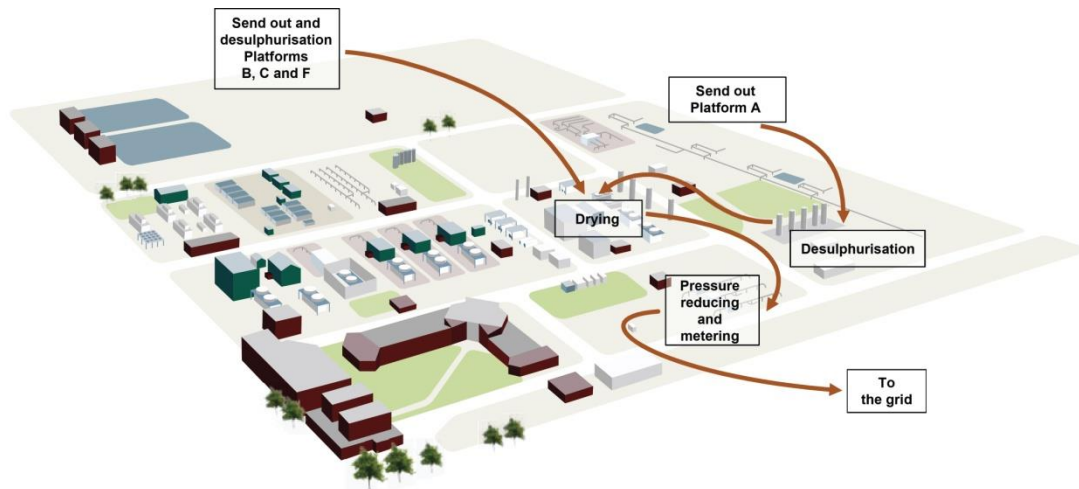 Send out and
desulphurisation
Platforms
B, C and F
Send out
Platform A
Drying
Desulphurisation
Pressure
reducing
and
metering
To
the grid